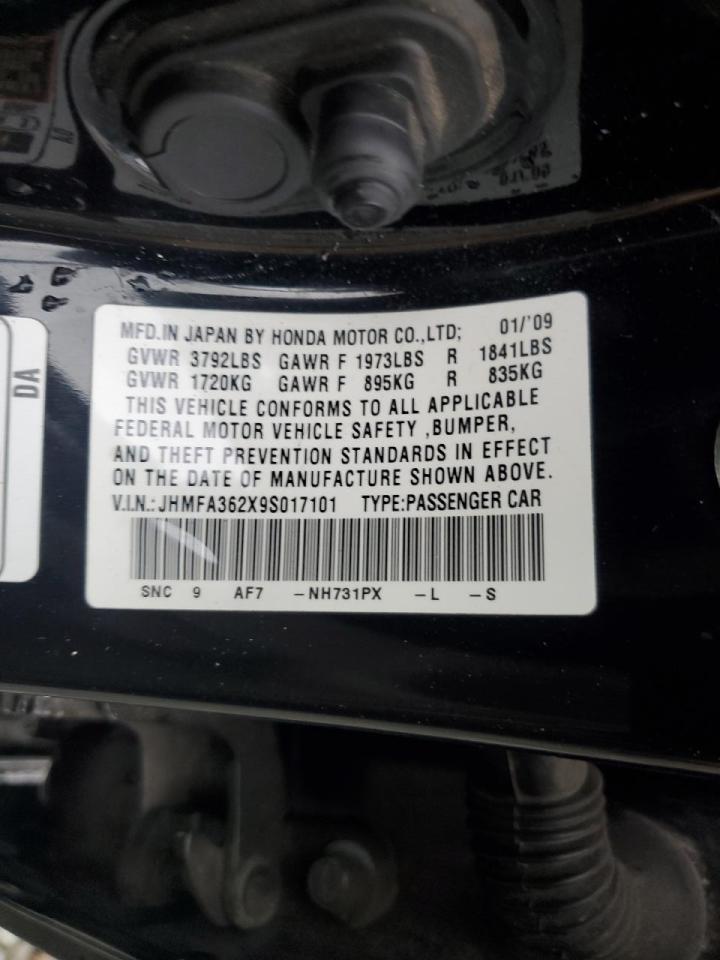 MFD.IN JAPAN BY HONDA MOTOR CO.,LTD; 01/'09
GVWR 3792LBS GAWR F 1973LBS R 1841LBS
GVWR 1720KG GAWR F 895KG R 835KG
THIS VEHICLE CONFORMS TO ALL APPLICABLE
FEDERAL MOTOR VEHICLE SAFETY ,BUMPER,
AND THEFT PREVENTION STANDARDS IN EFFECT
ON THE DATE OF MANUFACTURE SHOWN ABOVE.
V.I.N.: JHMFA362X9S017101 TYPE:PASSENGER CAR
SNC 9 AF7 -NH731PX -L -S
DA